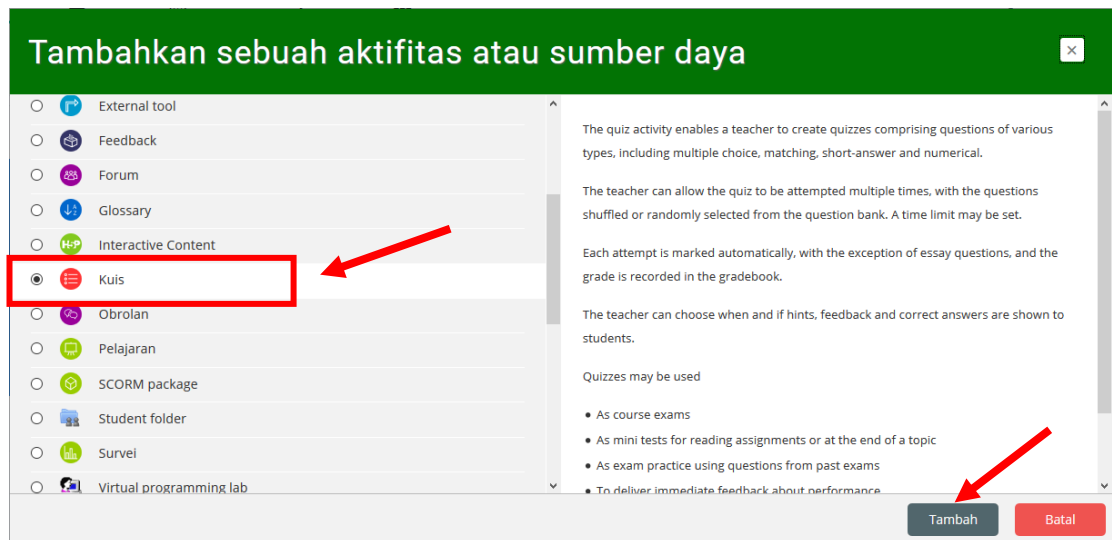 Tambahkan sebuah aktifitas atau sumber daya
×
External tool
Feedback
Forum
Glossary
H-P Interactive Content
Kuis
Obrolan
Pelajaran
SCORM package
Student folder
Survei
Virtual programming lab
The quiz activity enables a teacher to create quizzes comprising questions of various
types, including multiple choice, matching, short-answer and numerical.
The teacher can allow the quiz to be attempted multiple times, with the questions
shuffled or randomly selected from the question bank. A time limit may be set.
Each attempt is marked automatically, with the exception of essay questions, and the
grade is recorded in the gradebook.
The teacher can choose when and if hints, feedback and correct answers are shown to
students.
Quizzes may be used
• As course exams
• As mini tests for reading assignments or at the end of a topic
• As exam practice using questions from past exams
• To deliver immediate feedback about performance
Tambah
Batal